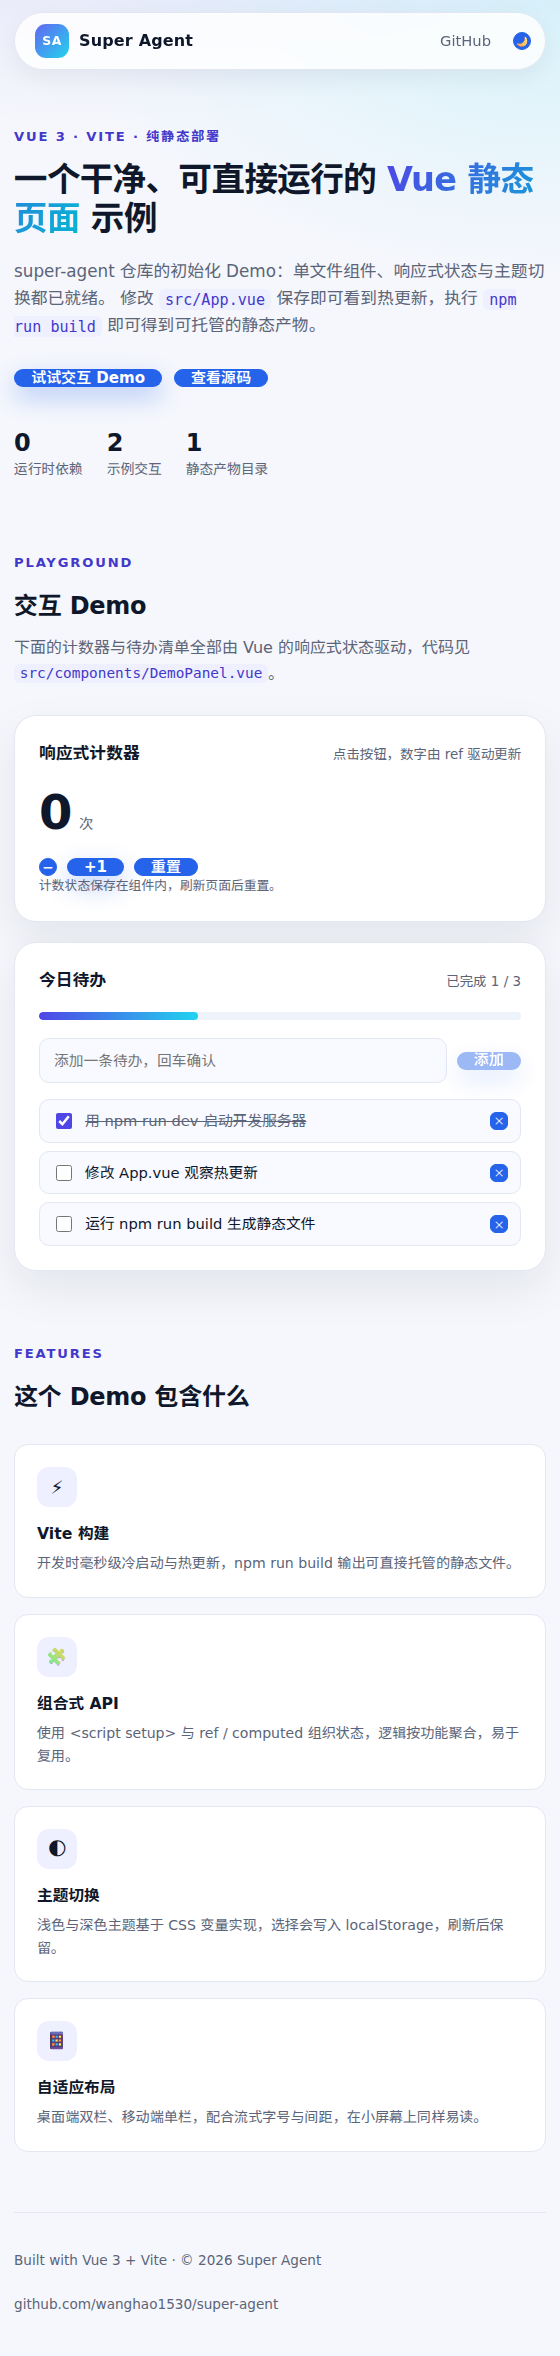 SA Super Agent GitHub
VUE 3 · VITE · 纯静态部署
一个干净、可直接运行的 Vue 静态
页面 示例
super-agent 仓库的初始化 Demo：单文件组件、响应式状态与主题切
换都已就绪。 修改 src/App.vue 保存即可看到热更新，执行 npm
run build 即可得到可托管的静态产物。
试试交互 Demo 查看源码
0 2 1
运行时依赖 示例交互 静态产物目录
PLAYGROUND
交互 Demo
下面的计数器与待办清单全部由 Vue 的响应式状态驱动，代码见
src/components/DemoPanel.vue 。
响应式计数器 点击按钮，数字由 ref 驱动更新
0 次
− +1 重置
计数状态保存在组件内，刷新页面后重置。
今日待办 已完成 1 / 3
添加一条待办，回车确认 添加
用 npm run dev 启动开发服务器 ×
修改 App.vue 观察热更新 ×
运行 npm run build 生成静态文件 ×
FEATURES
这个 Demo 包含什么
Vite 构建
开发时毫秒级冷启动与热更新，npm run build 输出可直接托管的静态文件。
组合式 API
使用 <script setup> 与 ref / computed 组织状态，逻辑按功能聚合，易于
复用。
主题切换
浅色与深色主题基于 CSS 变量实现，选择会写入 localStorage，刷新后保
留。
自适应布局
桌面端双栏、移动端单栏，配合流式字号与间距，在小屏幕上同样易读。
Built with Vue 3 + Vite · © 2026 Super Agent
github.com/wanghao1530/super-agent